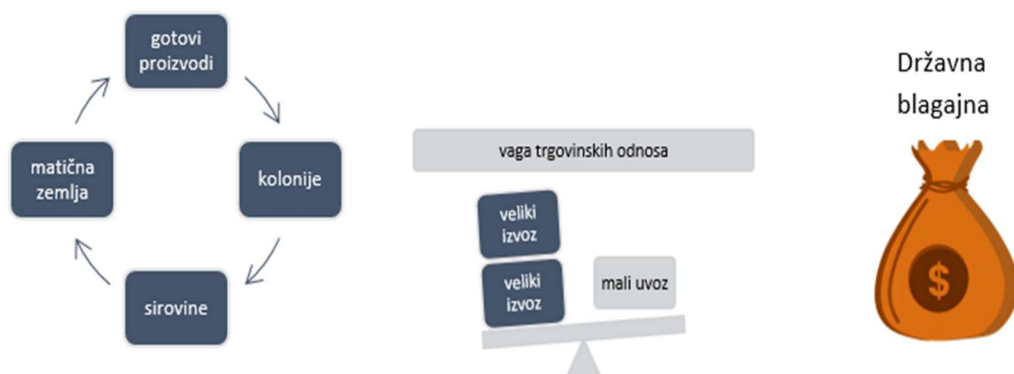 gotovi
proizvodi
matična
zemlja
kolonije
sirovine
vaga trgovinskih odnosa
veliki
izvoz
veliki
izvoz
mali uvoz
Državna
blagajna
$